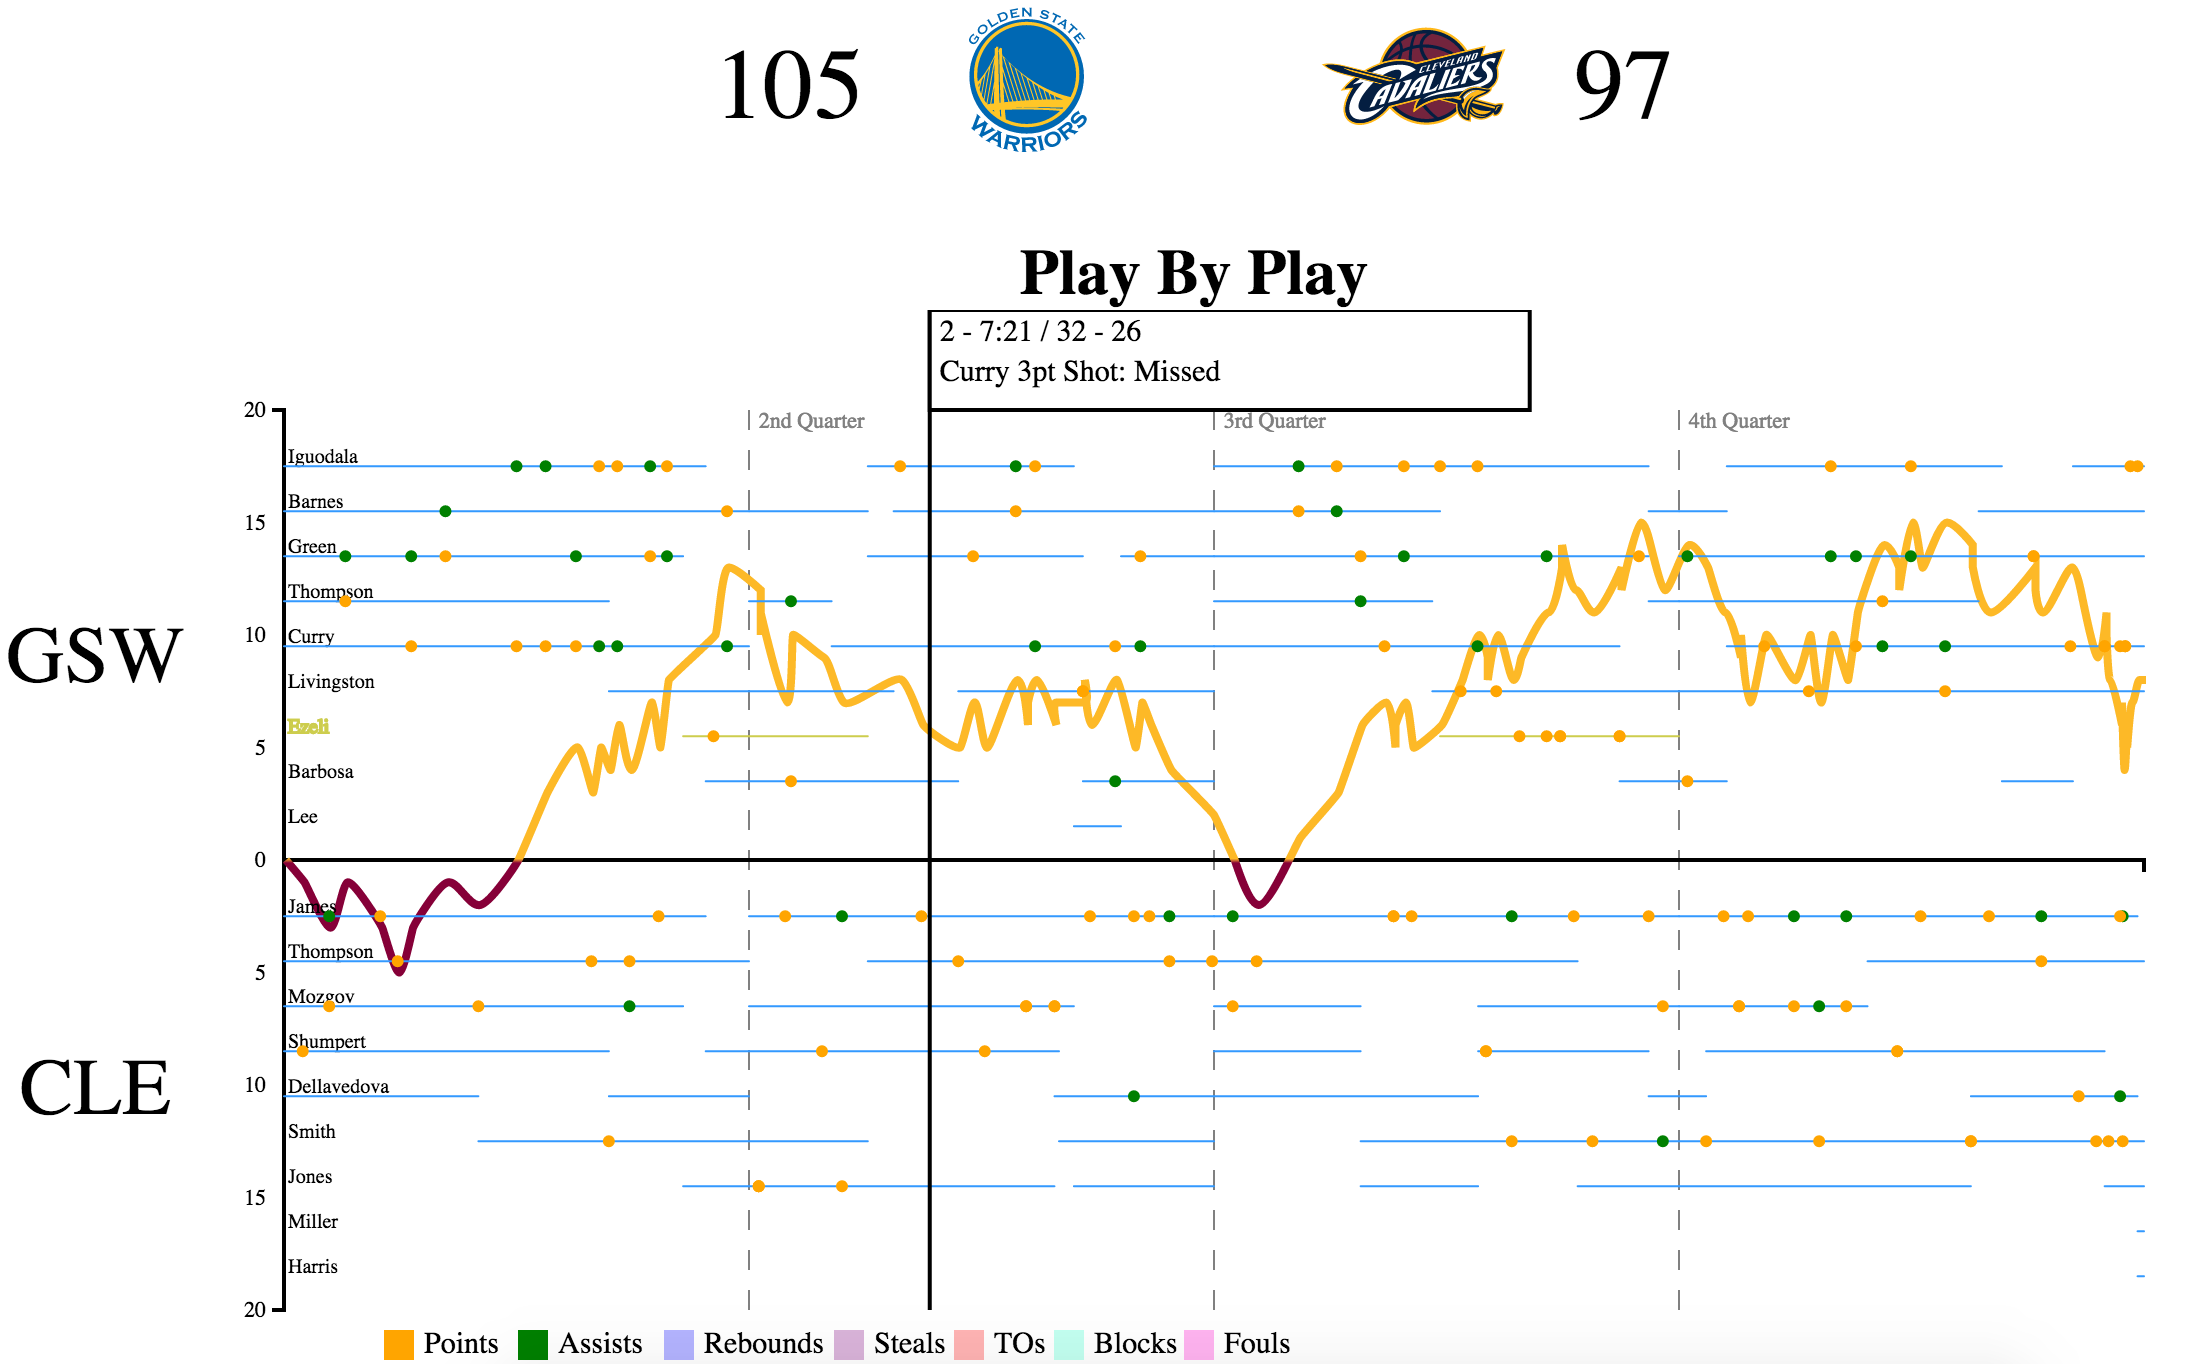 105
GOLDEN STATE
WARRIORS
CLEVELAND
CAVALIERS
97
Play By Play
2 - 7:21 / 32 - 26
Curry 3pt Shot: Missed
20
2nd Quarter
3rd Quarter
4th Quarter
Iguodala
Barnes
15
Green
Thompson
GSW
10
Curry
Livingston
Ezeli
5
Barbosa
Lee
0
James
Thompson
5
Mozgov
Shumpert
CLE
10
Dellavedova
Smith
Jones
15
Miller
Harris
20
Points
Assists
Rebounds
Steals
TOs
Blocks
Fouls